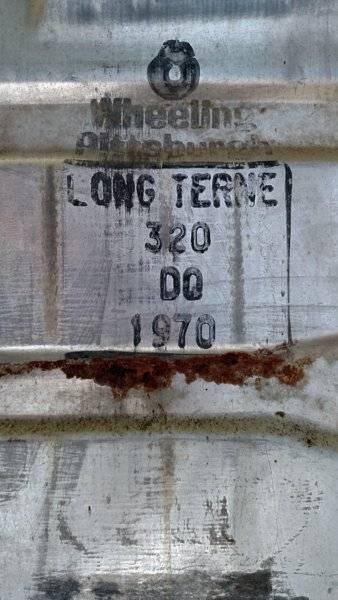 Wheeling
Pittsburgh
LONG TERNE
320
DQ
1970